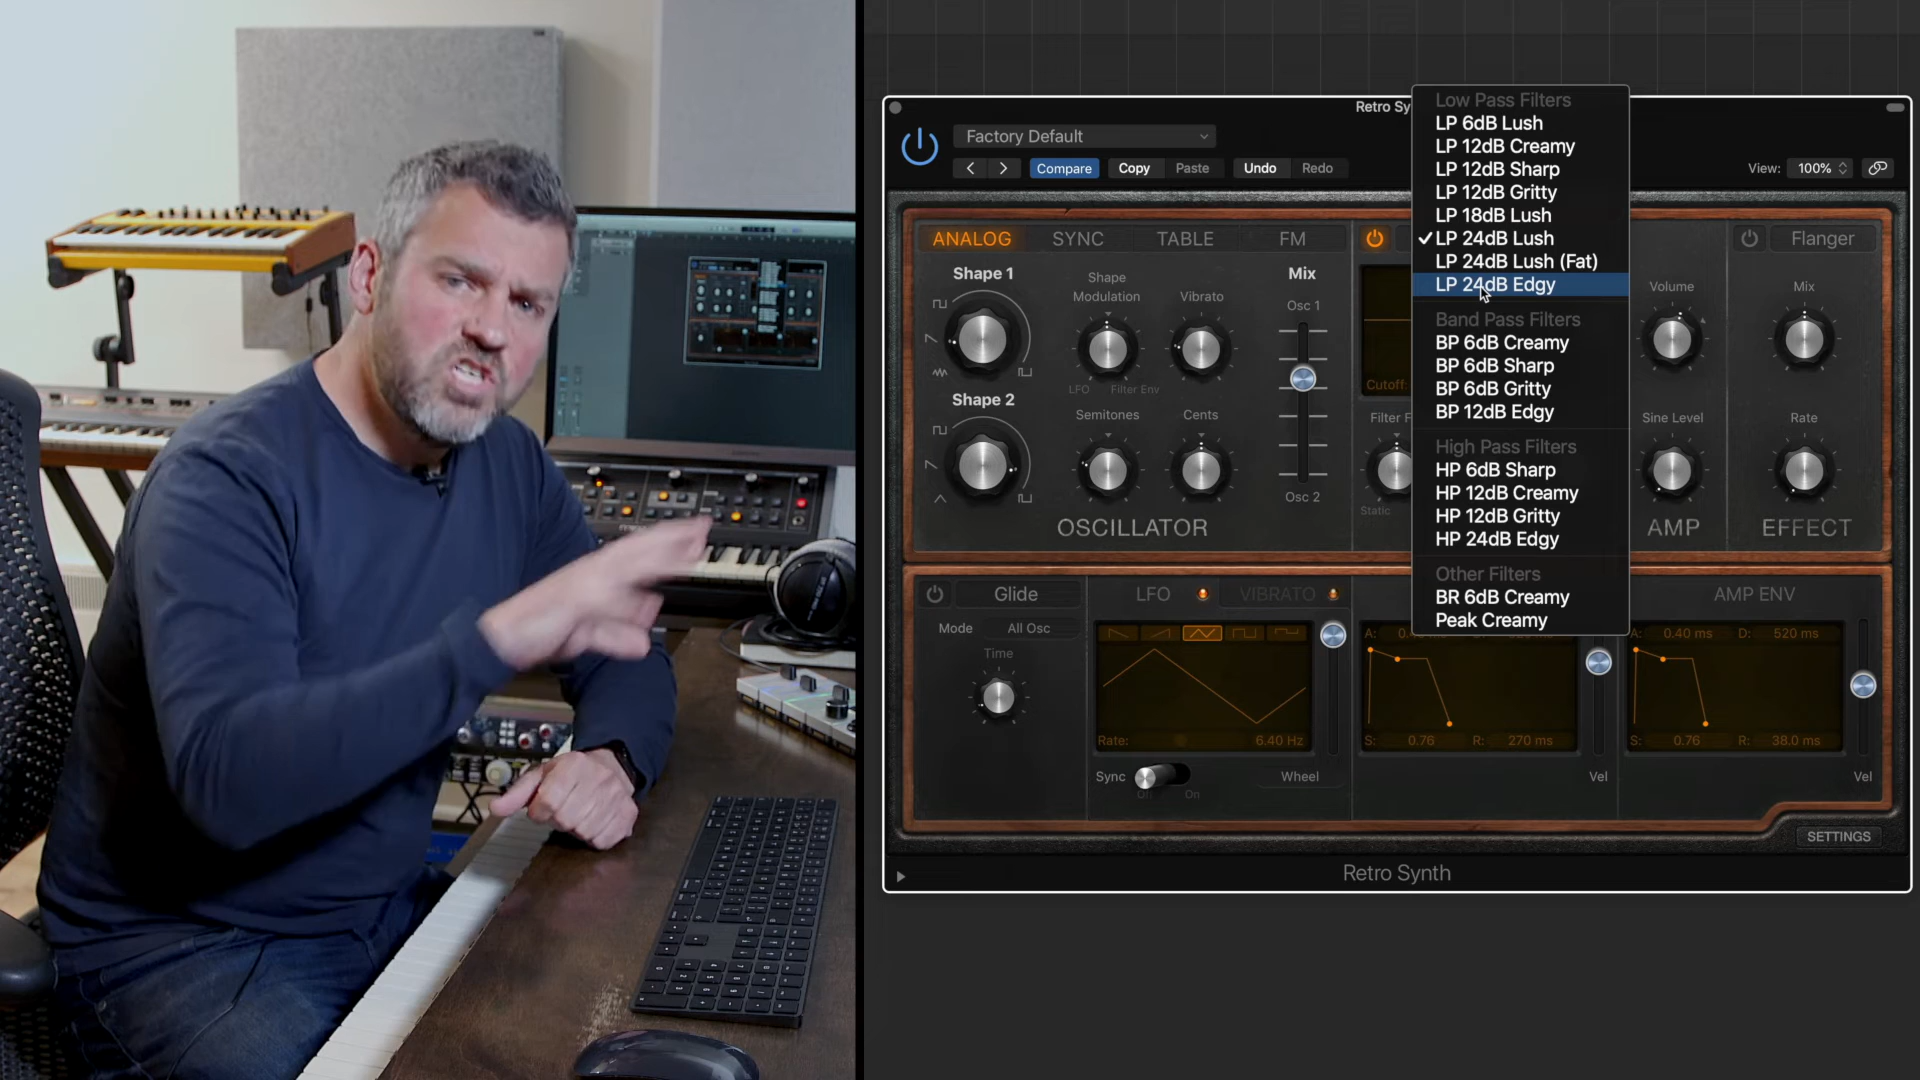 Retro Sy
Factory Default
Compare
Copy
Paste
Undo
Redo
View:
100%
Low Pass Filters
LP 6dB Lush
LP 12dB Creamy
LP 12dB Sharp
LP 12dB Gritty
LP 18dB Lush
LP 24dB Lush
LP 24dB Lush (Fat)
LP 24dB Edgy
Band Pass Filters
BP 6dB Creamy
BP 6dB Sharp
BP 6dB Gritty
BP 12dB Edgy
High Pass Filters
HP 6dB Sharp
HP 12dB Creamy
HP 12dB Gritty
HP 24dB Edgy
Other Filters
BR 6dB Creamy
Peak Creamy
ANALOG
SYNC
TABLE
FM
Flanger
Shape 1
Shape
Modulation
Vibrato
Mix
Osc 1
LFO
Filter Env
Shape 2
Semitones
Cents
Osc 2
OSCILLATOR
Cutoff:
Filter F
Static
Volume
Sine Level
AMP
Mix
Rate
EFFECT
Glide
Mode
All Osc
Time
LFO
VIBRATO
Rate:
6.40 Hz
Sync
On
Wheel
S:
0.76
R:
270 ms
Vel
AMP ENV
A:
0.40 ms
D:
520 ms
S:
0.76
R:
38.0 ms
Vel
SETTINGS
Retro Synth